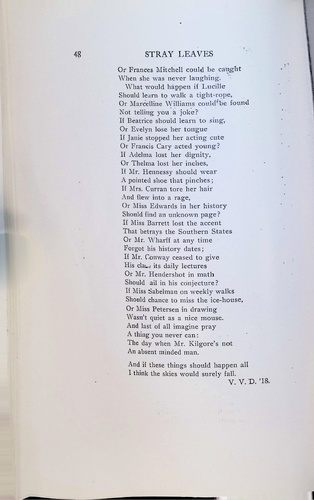 48 STRAY LEAVES
Or Frances Mitchell could be caught
When she was never laughing.
What would happen if Lucille
Should learn to walk a tight-rope,
Or Marcelline Williams could be found
Not telling you a joke?
If Beatrice should learn to sing,
Or Evelyn lose her tongue
If Janie stopped her acting cute
Or Francis Cary acted young?
If Adelma lost her dignity,
Or Thelma lost her inches,
If Mr. Hennessy should wear
A pointed shoe that pinches;
If Mrs. Curran tore her hair
And flew into a rage,
Or Miss Edwards in her history
Should find an unknown page?
If Miss Barrett lost the accent
That betrays the Southern States
Or Mr. Wharff at any time
Forgot his history dates;
If Mr. Conway ceased to give
His class its daily lectures
Or Mr. Hendershot in math
Should ail in his conjecture?
If Miss Sabelman on weekly walks
Should chance to miss the ice-house,
Or Miss Petersen in drawing
Wasn't quite as a nice mouse.
And last of all imagine pray
A thing you never can:
The day when Mr. Kilgore's not
An absent minded man.
And if these things should happen all
I think the skies would surely fall.
V. V. D. '18.